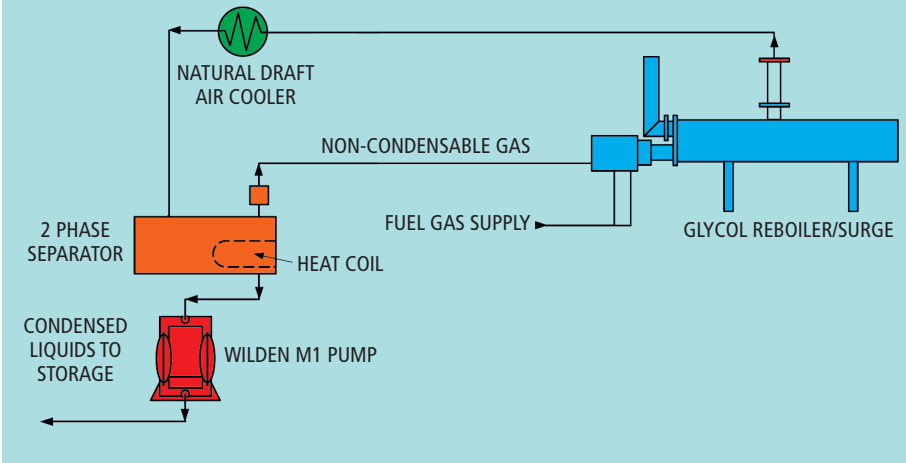 NATURAL DRAFT
AIR COOLER
NON-CONDENSABLE GAS
FUEL GAS SUPPLY
GLYCOL REBOILER/SURGE
2 PHASE
SEPARATOR
HEAT COIL
CONDENSED
LIQUIDS TO
STORAGE
WILDEN M1 PUMP